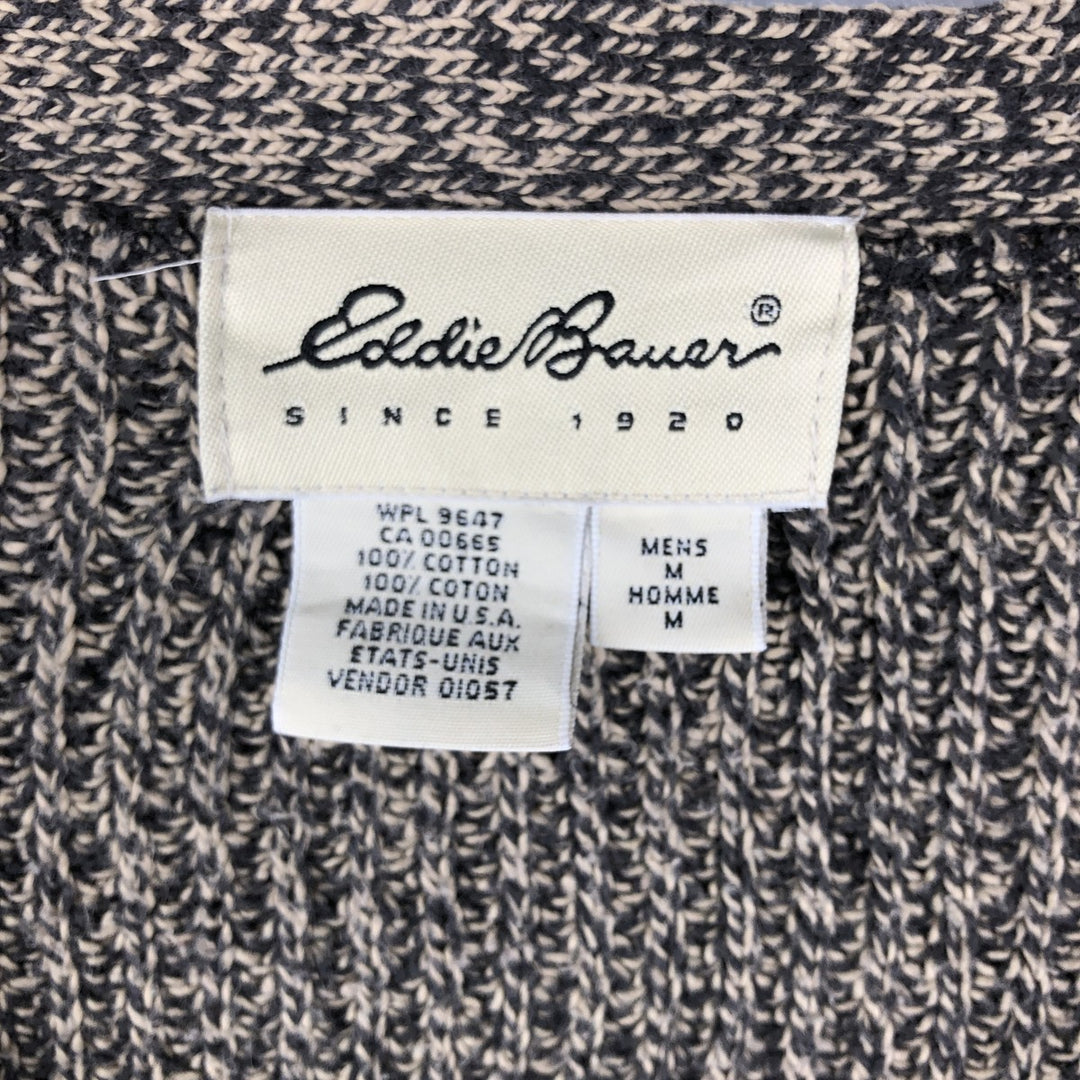 Eddie Bauer®
SINCE 1920
WPL 9647
CA 00665
100% COTTON
100% COTON
MADE IN U.S.A.
FABRIQUE AUX
ETATS-UNIS
VENDOR 01057
MENS
M
HOMME
M